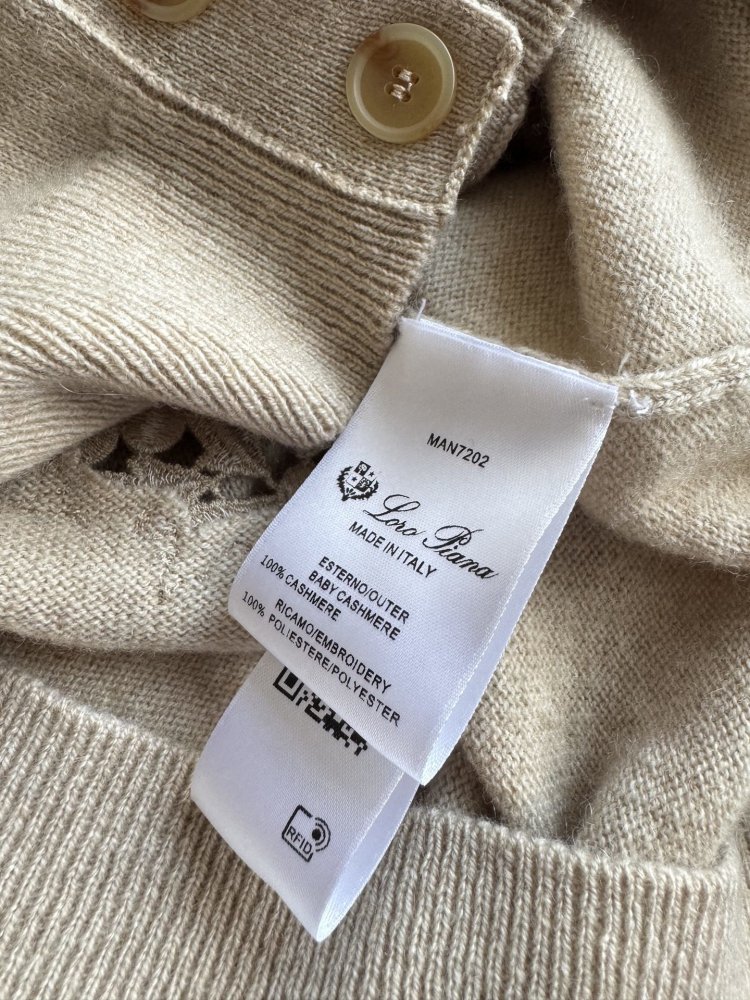 MAN7202
Loro Piana
MADE IN ITALY
ESTERNO/OUTER
BABY CASHMERE
100% CASHMERE
RICAMO/EMBROIDERY
100% POLIESTERE/POLYESTER
RFID